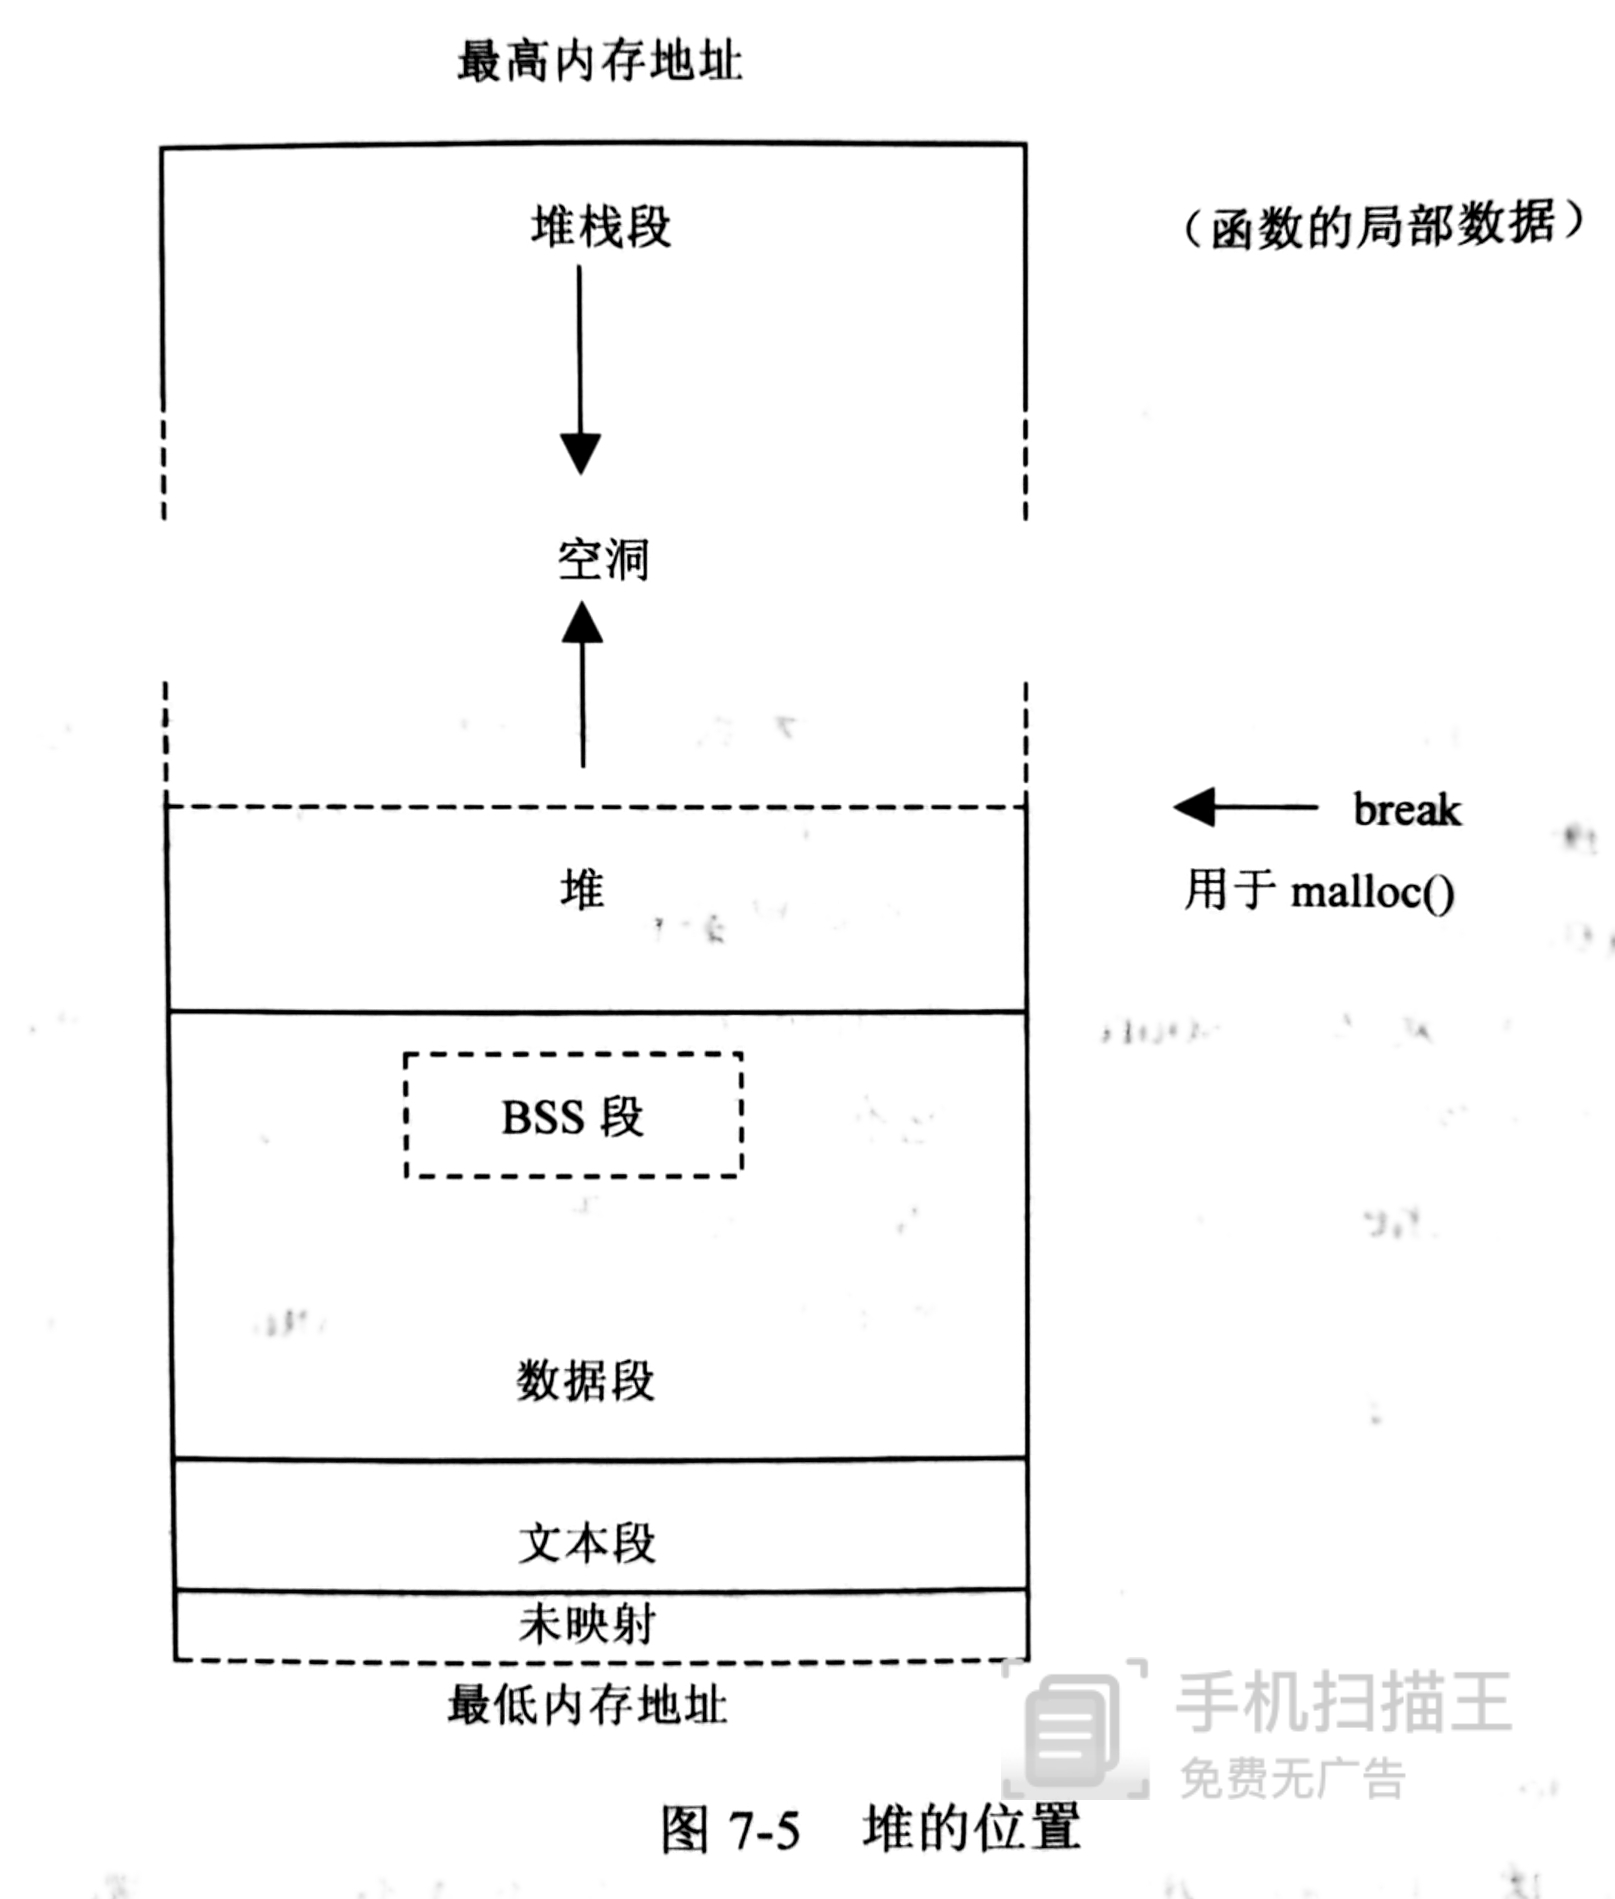 最高内存地址
堆栈段
（函数的局部数据）
空洞
break
堆
用于 malloc()
BSS 段
数据段
文本段
未映射
最低内存地址
手机扫描王
免费无广告
图 7-5 堆的位置